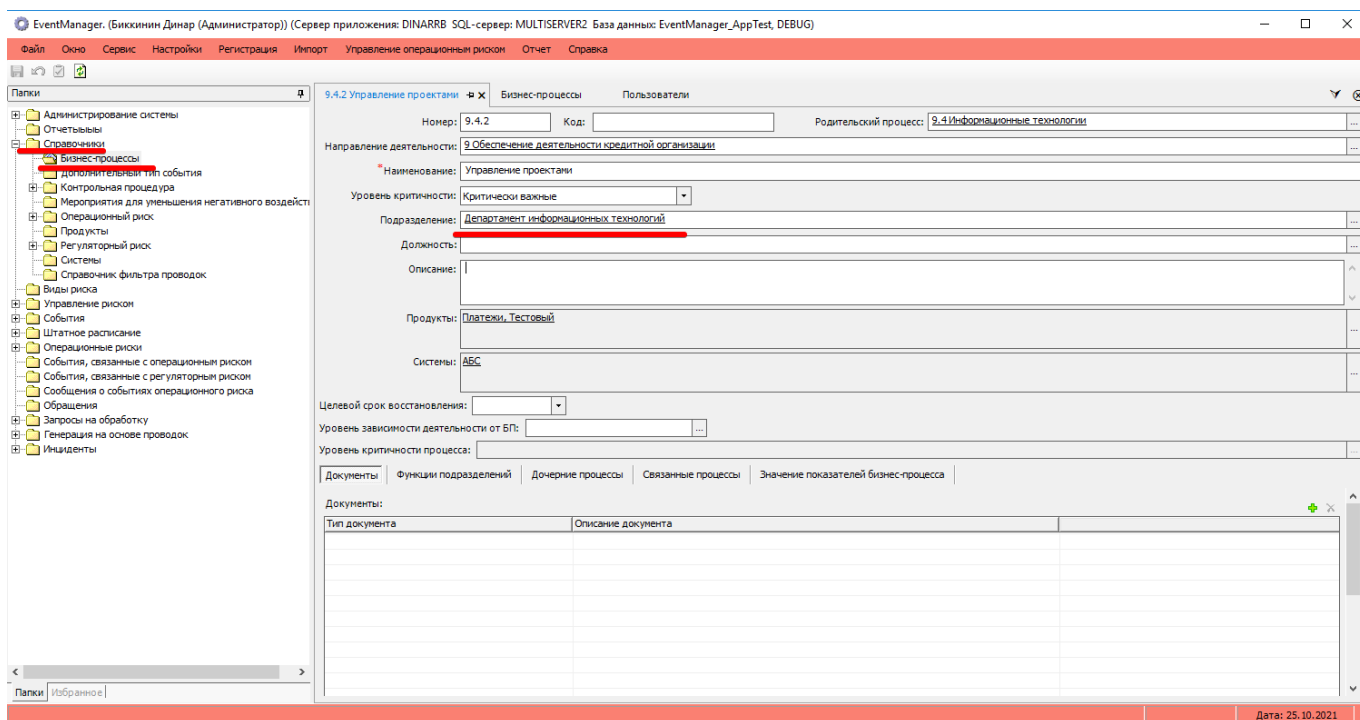 EventManager. (Биккинин Динар (Администратор)) (Сервер приложения: DINARRB SQL-сервер: MULTISERVER2 База данных: EventManager_AppTest, DEBUG)
Файл Окно Сервис Настройки Регистрация Импорт Управление операционным риском Отчет Справка
Папки
Администрирование системы
Отчетыыыы
Справочники
Бизнес-процессы
Дополнительный тип события
Контрольная процедура
Мероприятия для уменьшения негативного воздейст
Операционный риск
Продукты
Регуляторный риск
Системы
Справочник фильтра проводок
Виды риска
Управление риском
События
Штатное расписание
Операционные риски
События, связанные с операционным риском
События, связанные с регуляторным риском
Сообщения о событиях операционного риска
Обращения
Запросы на обработку
Генерация на основе проводок
Инциденты
Папки Избранное
9.4.2 Управление проектами Бизнес-процессы Пользователи
Номер: 9.4.2 Код: Родительский процесс: 9.4 Информационные технологии
Направление деятельности: 9 Обеспечение деятельности кредитной организации
*Наименование: Управление проектами
Уровень критичности: Критически важные
Подразделение: Департамент информационных технологий
Должность:
Описание:
Продукты: Платежи, Тестовый
Системы: АБС
Целевой срок восстановления:
Уровень зависимости деятельности от БП:
Уровень критичности процесса:
Документы Функции подразделений Дочерние процессы Связанные процессы Значение показателей бизнес-процесса
Документы:
Тип документа Описание документа
Дата: 25.10.2021